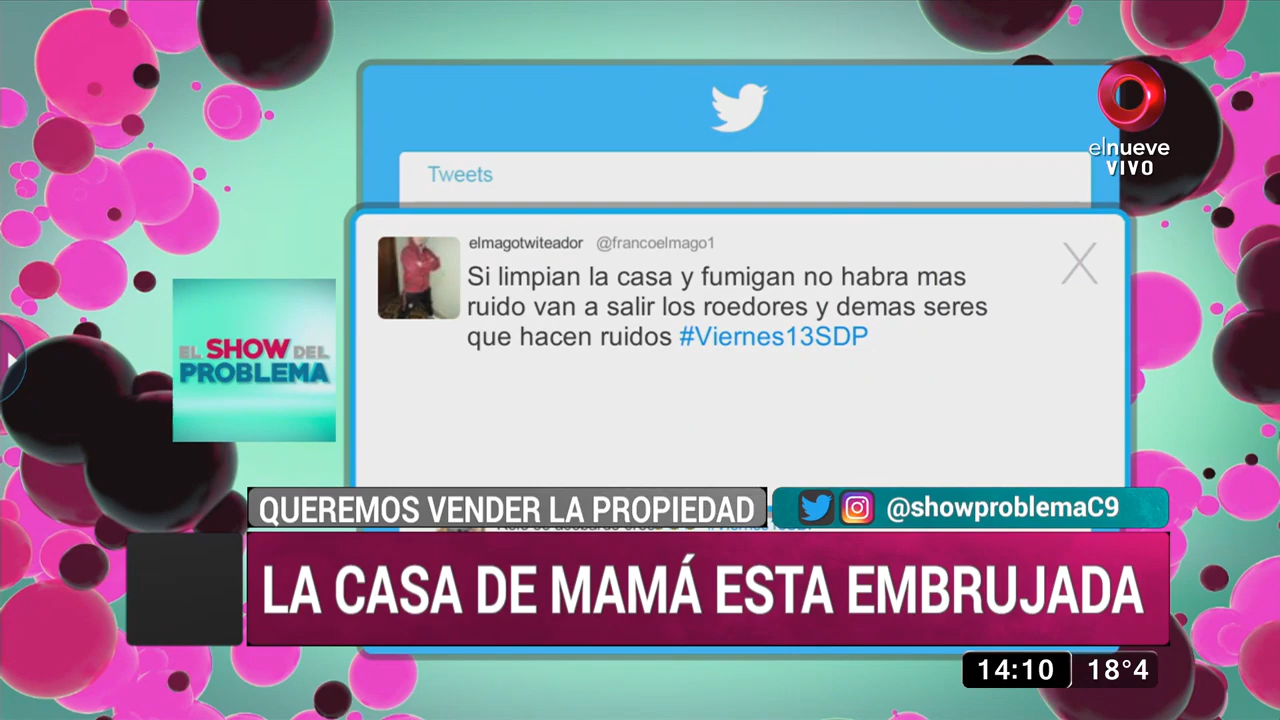 elnueve
VIVO
Tweets
elmagotwiteador @francoelmago1
Si limpian la casa y fumigan no habra mas
ruido van a salir los roedores y demas seres
que hacen ruidos #Viernes13SDP
X
EL SHOW DEL
PROBLEMA
QUEREMOS VENDER LA PROPIEDAD
@showproblemaC9
LA CASA DE MAMÁ ESTA EMBRUJADA
14:10 18°4